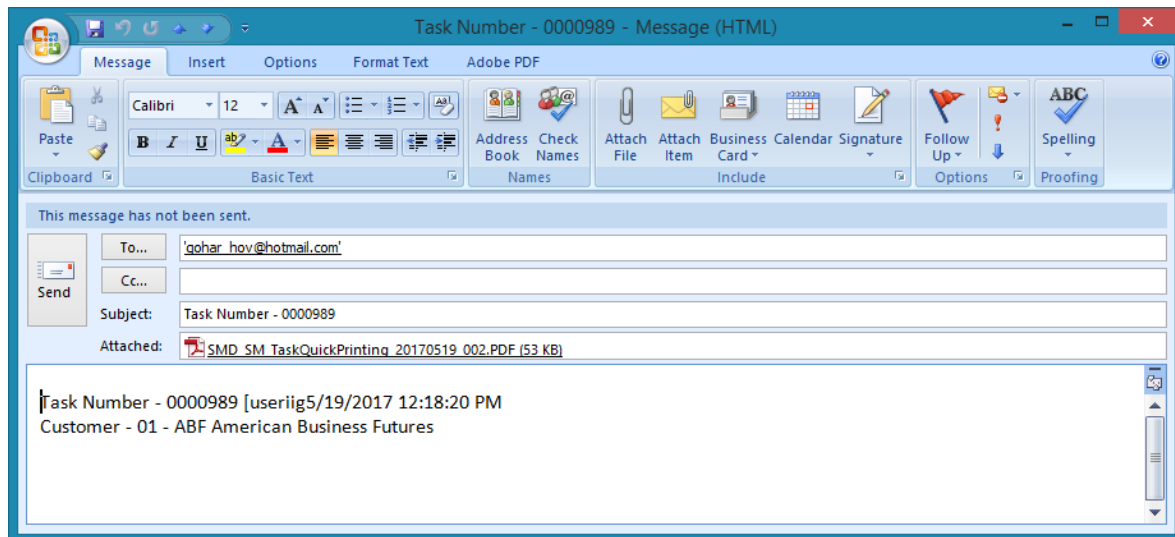 Task Number - 0000989 - Message (HTML)
Message Insert Options Format Text Adobe PDF
Calibri 12 A A Aa
B I U ab A
Paste
Address Book
Check Names
Attach File
Attach Item
Business Card
Calendar
Signature
Follow Up
ABC
Spelling
Clipboard Basic Text Names Include Options Proofing
This message has not been sent.
Send
To... 'gohar_hov@hotmail.com'
Cc...
Subject: Task Number - 0000989
Attached: SMD_SM_TaskQuickPrinting_20170519_002.PDF (53 KB)
Task Number - 0000989 [useriig5/19/2017 12:18:20 PM
Customer - 01 - ABF American Business Futures